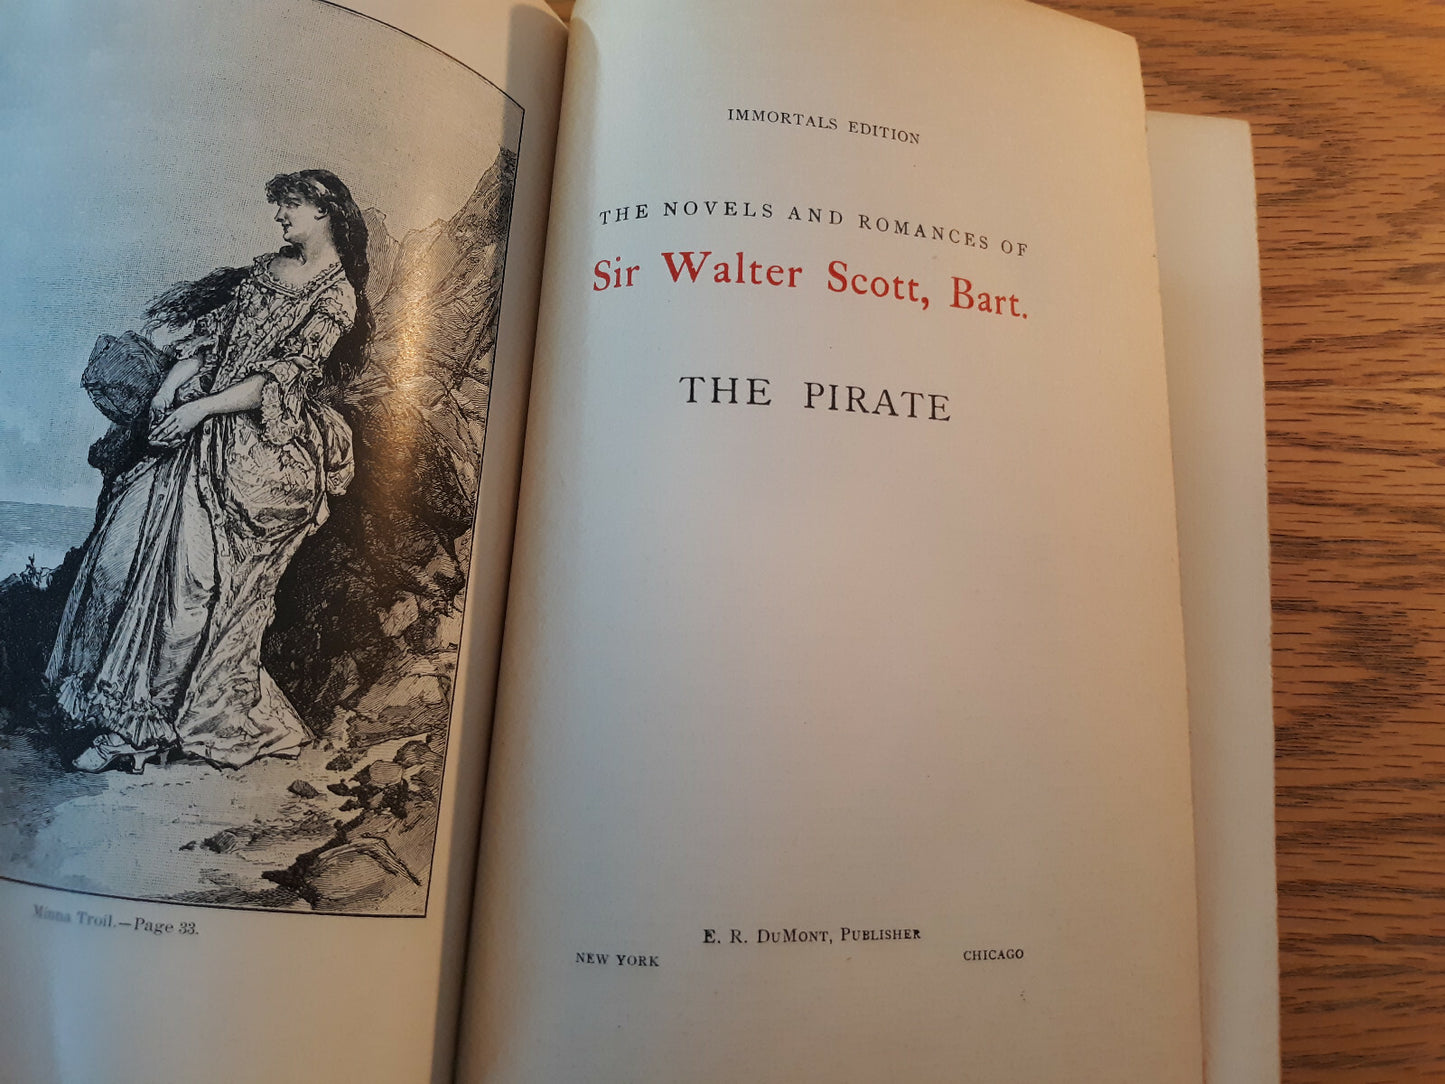 Minna Troil.—Page 33.
IMMORTALS EDITION
THE NOVELS AND ROMANCES OF
Sir Walter Scott, Bart.
THE PIRATE
E. R. DuMont, Publisher
NEW YORK CHICAGO